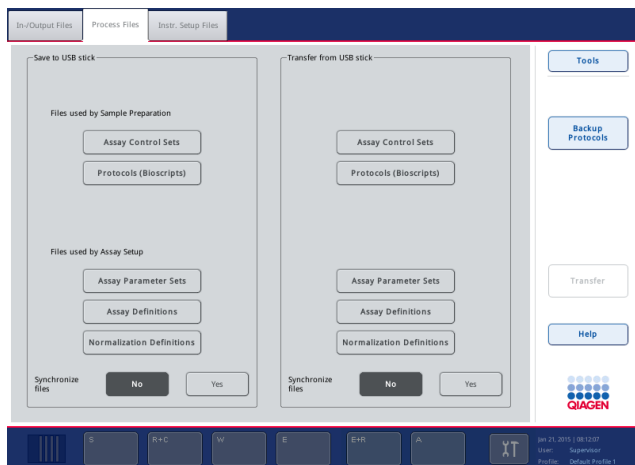 In-/Output Files
Process Files
Instr. Setup Files
Save to USB stick
Files used by Sample Preparation
Assay Control Sets
Protocols (Bioscripts)
Files used by Assay Setup
Assay Parameter Sets
Assay Definitions
Normalization Definitions
Synchronize
files
No
Yes
Transfer from USB stick
Assay Control Sets
Protocols (Bioscripts)
Assay Parameter Sets
Assay Definitions
Normalization Definitions
Synchronize
files
No
Yes
Tools
Backup
Protocols
Transfer
Help
QIAGEN
S
R+C
W
E
E+R
A
Jan 21, 2015 | 08:12:07
User: Supervisor
Profile: Default Profile 1